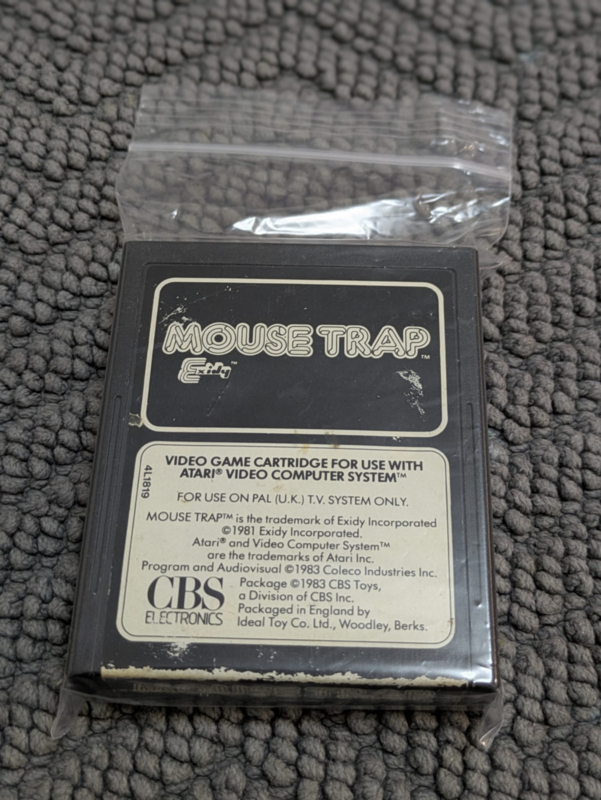 MOUSE TRAP™
Exidy™
VIDEO GAME CARTRIDGE FOR USE WITH
ATARI® VIDEO COMPUTER SYSTEM™
FOR USE ON PAL (U.K.) T.V. SYSTEM ONLY.
MOUSE TRAP™ is the trademark of Exidy Incorporated
©1981 Exidy Incorporated.
Atari® and Video Computer System™
are the trademarks of Atari Inc.
Program and Audiovisual ©1983 Coleco Industries Inc.
Package ©1983 CBS Toys,
a Division of CBS Inc.
Packaged in England by
Ideal Toy Co. Ltd., Woodley, Berks.
CBS
ELECTRONICS
4L1819